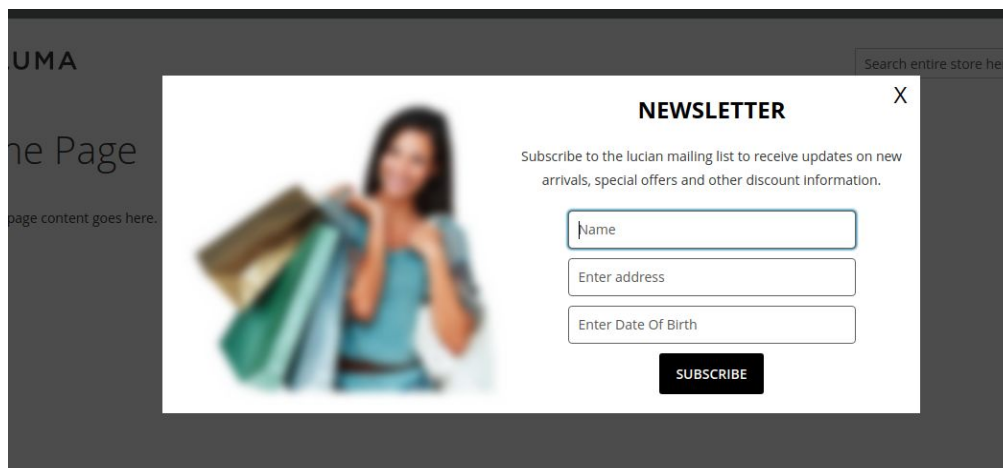 UMA
Search entire store he
X
NEWSLETTER
ne Page
Subscribe to the lucian mailing list to receive updates on new
arrivals, special offers and other discount information.
page content goes here.
Name
Enter address
Enter Date Of Birth
SUBSCRIBE